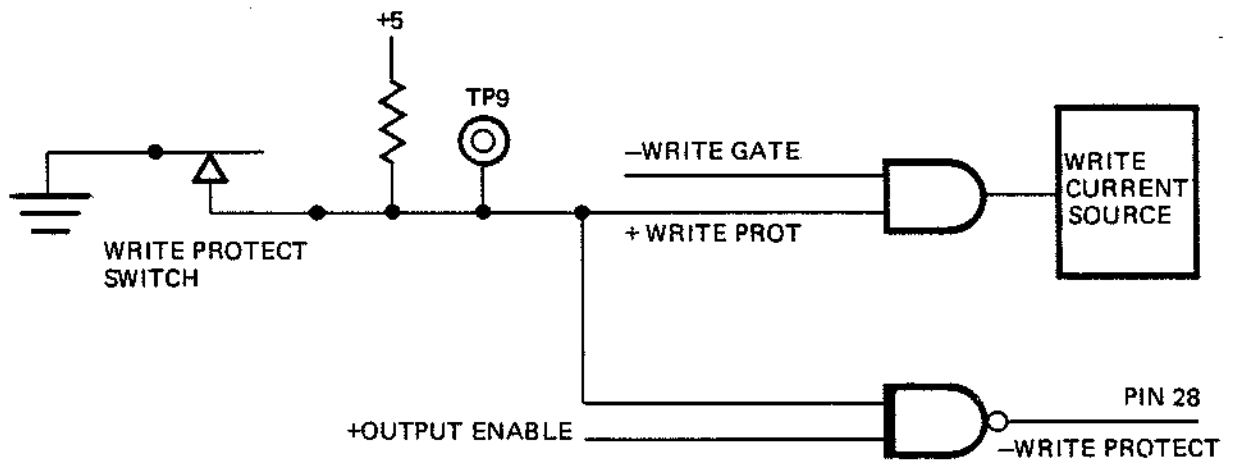 +5
TP9
–WRITE GATE
WRITE
CURRENT
SOURCE
+ WRITE PROT
WRITE PROTECT
SWITCH
PIN 28
+OUTPUT ENABLE
–WRITE PROTECT